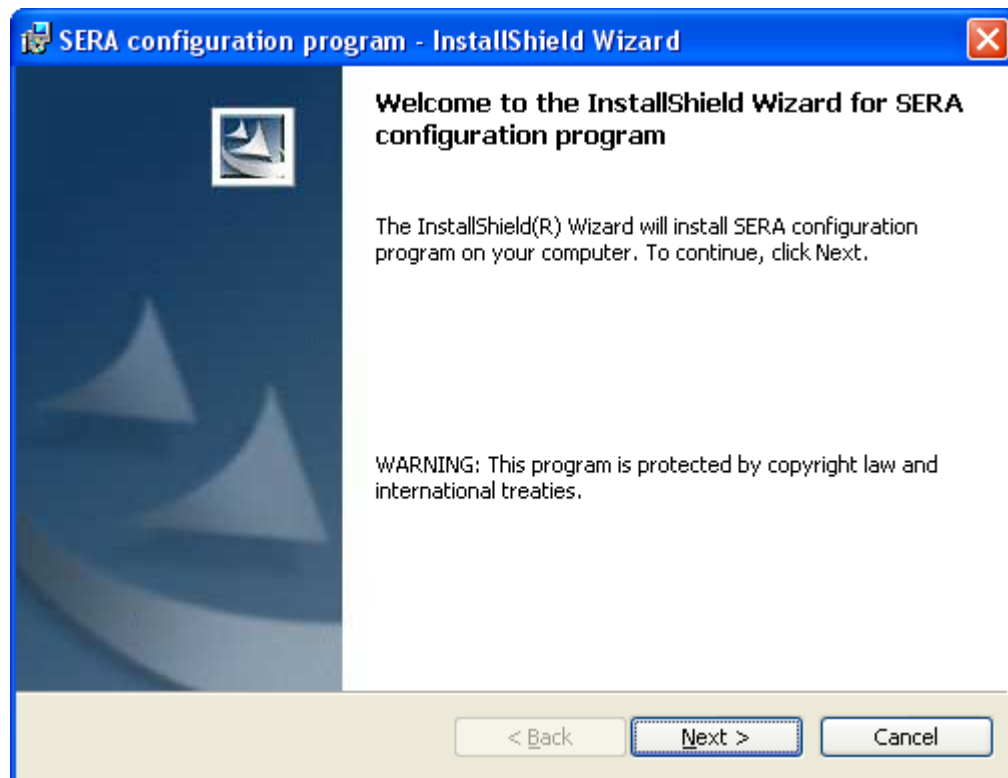 SERA configuration program - InstallShield Wizard
Welcome to the InstallShield Wizard for SERA
configuration program
The InstallShield(R) Wizard will install SERA configuration
program on your computer. To continue, click Next.
WARNING: This program is protected by copyright law and
international treaties.
< Back
Next >
Cancel